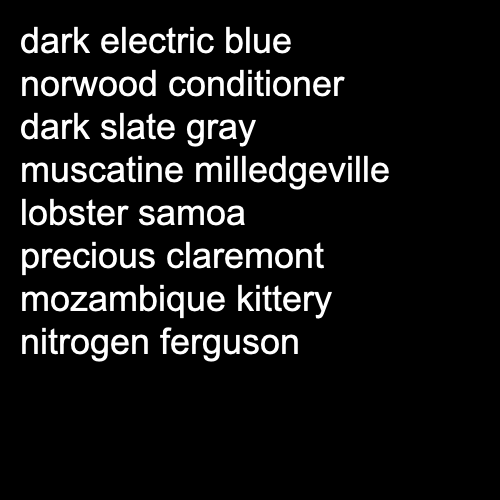 dark electric blue
norwood conditioner
dark slate gray
muscatine milledgeville
lobster samoa
precious claremont
mozambique kittery
nitrogen ferguson